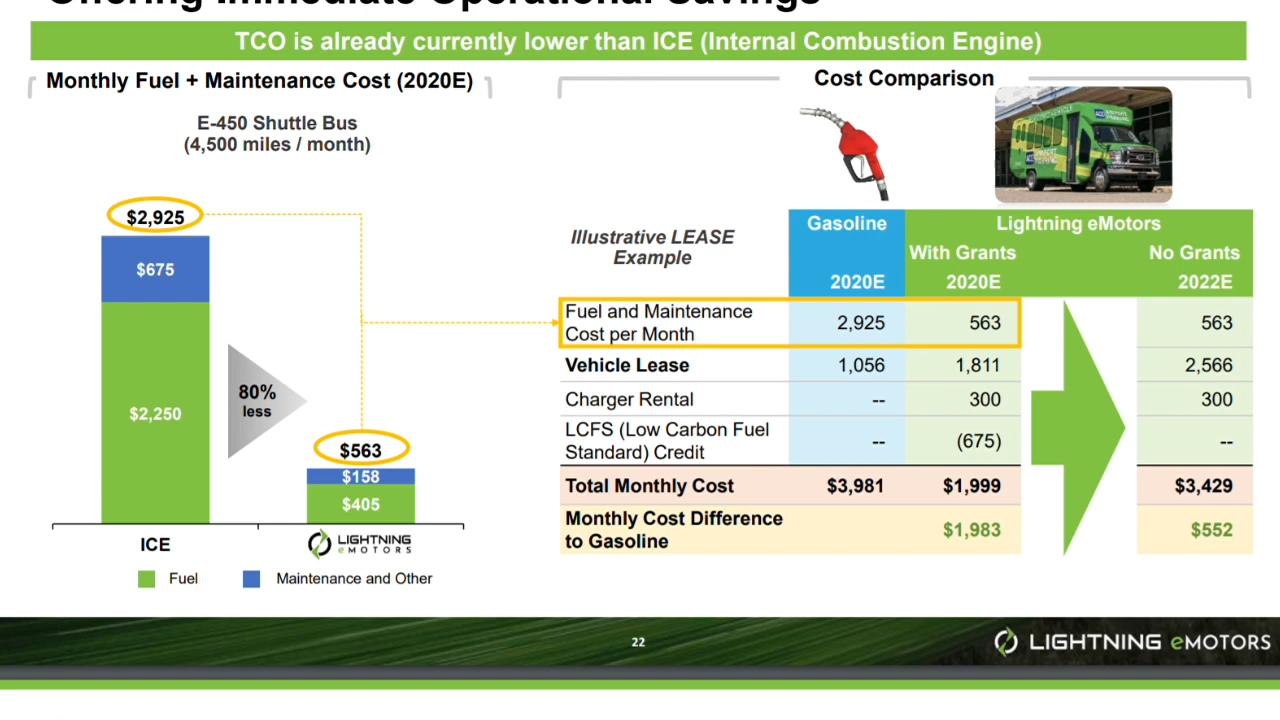 Offering Immediate Operational Savings
TCO is already currently lower than ICE (Internal Combustion Engine)
Monthly Fuel + Maintenance Cost (2020E)
E-450 Shuttle Bus
(4,500 miles / month)
$2,925
$675
$2,250
80%
less
$563
$158
$405
ICE
LIGHTNING
eMOTORS
Fuel
Maintenance and Other
Cost Comparison
Illustrative LEASE
Example
Gasoline
Lightning eMotors
With Grants
No Grants
2020E
2020E
2022E
Fuel and Maintenance
Cost per Month
2,925
563
563
Vehicle Lease
1,056
1,811
2,566
Charger Rental
--
300
300
LCFS (Low Carbon Fuel
Standard) Credit
--
(675)
--
Total Monthly Cost
$3,981
$1,999
$3,429
Monthly Cost Difference
to Gasoline
$1,983
$552
22
LIGHTNING eMOTORS